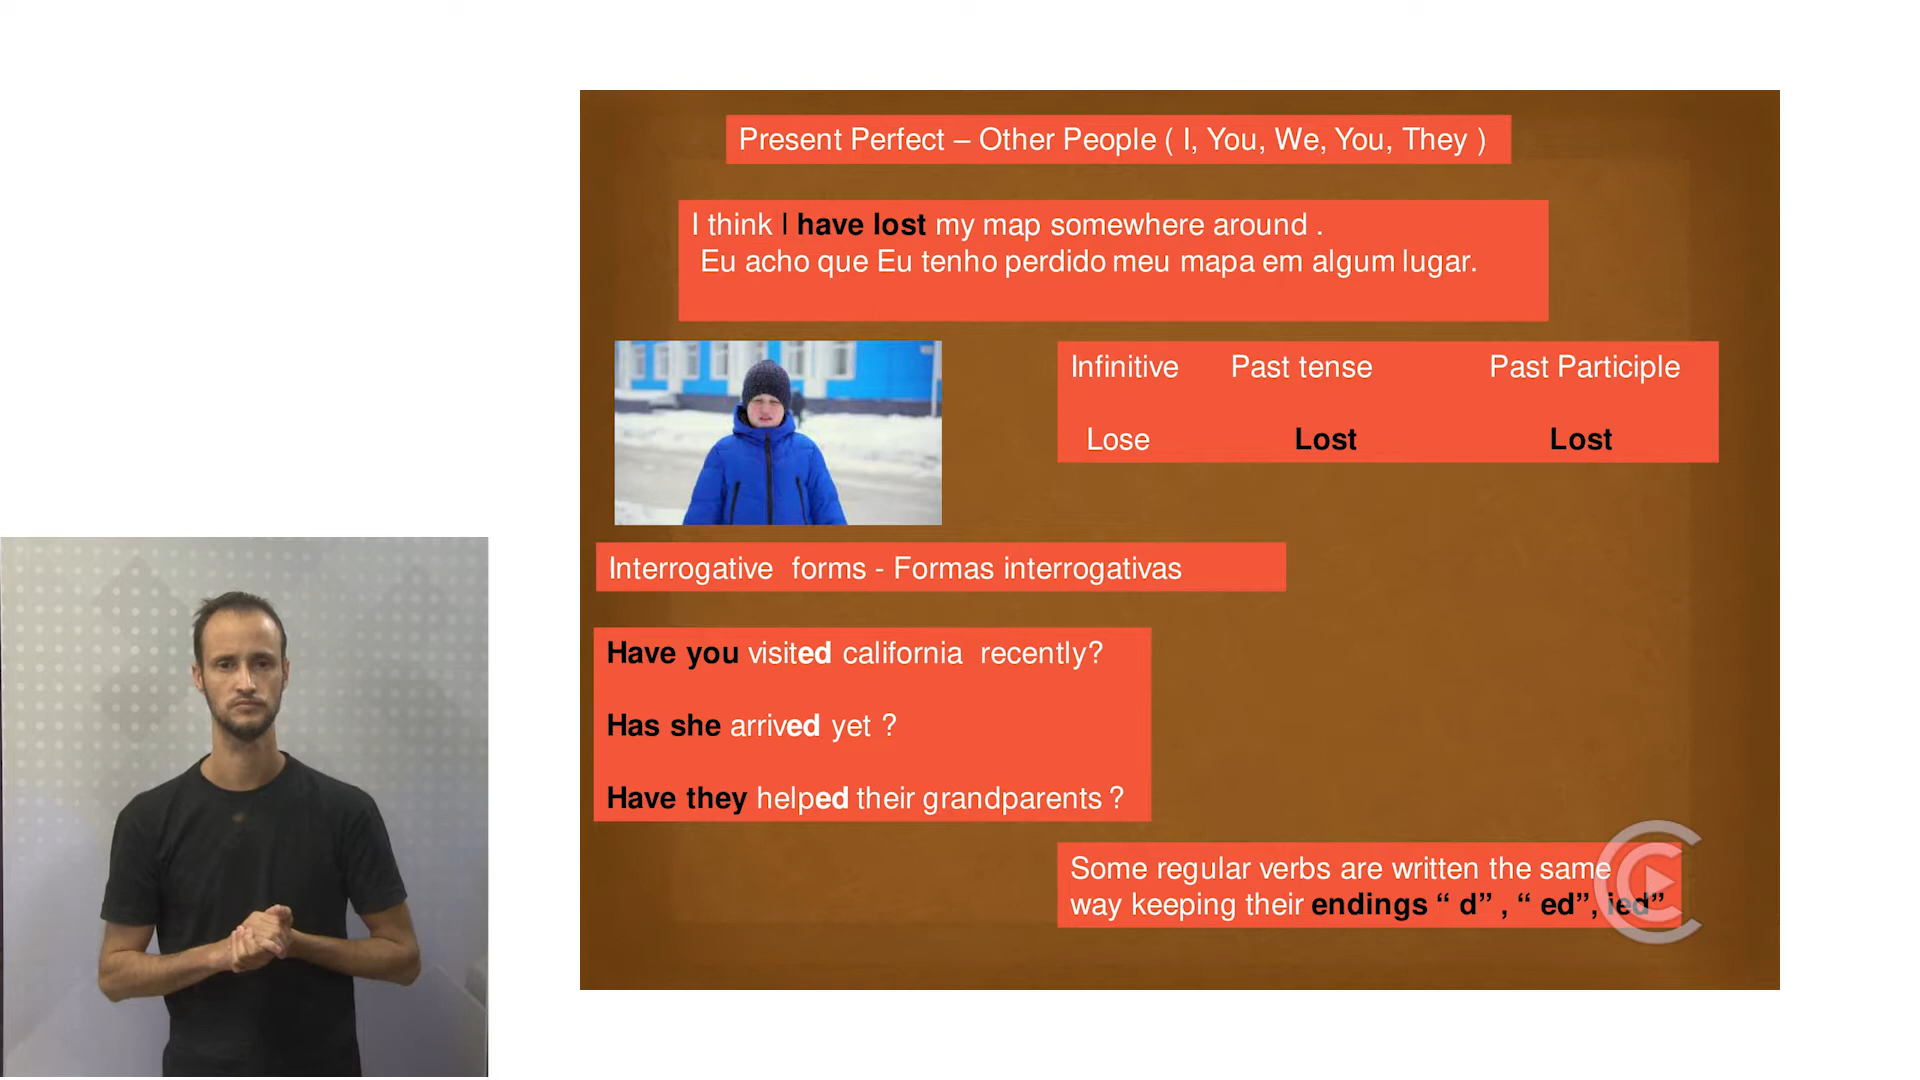 Present Perfect – Other People ( I, You, We, You, They )
I think I have lost my map somewhere around .
Eu acho que Eu tenho perdido meu mapa em algum lugar.
Infinitive Past tense Past Participle
Lose Lost Lost
Interrogative forms - Formas interrogativas
Have you visited california recently?
Has she arrived yet ?
Have they helped their grandparents ?
Some regular verbs are written the same
way keeping their endings “ d” , “ ed”, ied”